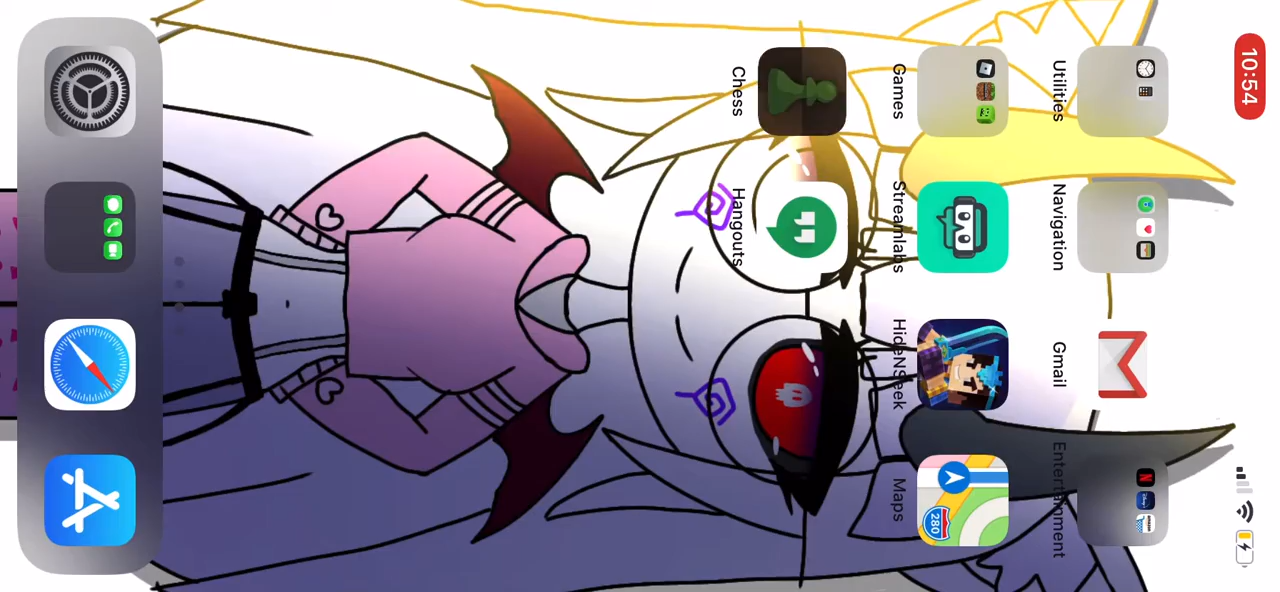 10:54
Utilities
Navigation
Gmail
Entertainment
Games
Streamlabs
HideNSeek
Maps
280
Chess
Hangouts